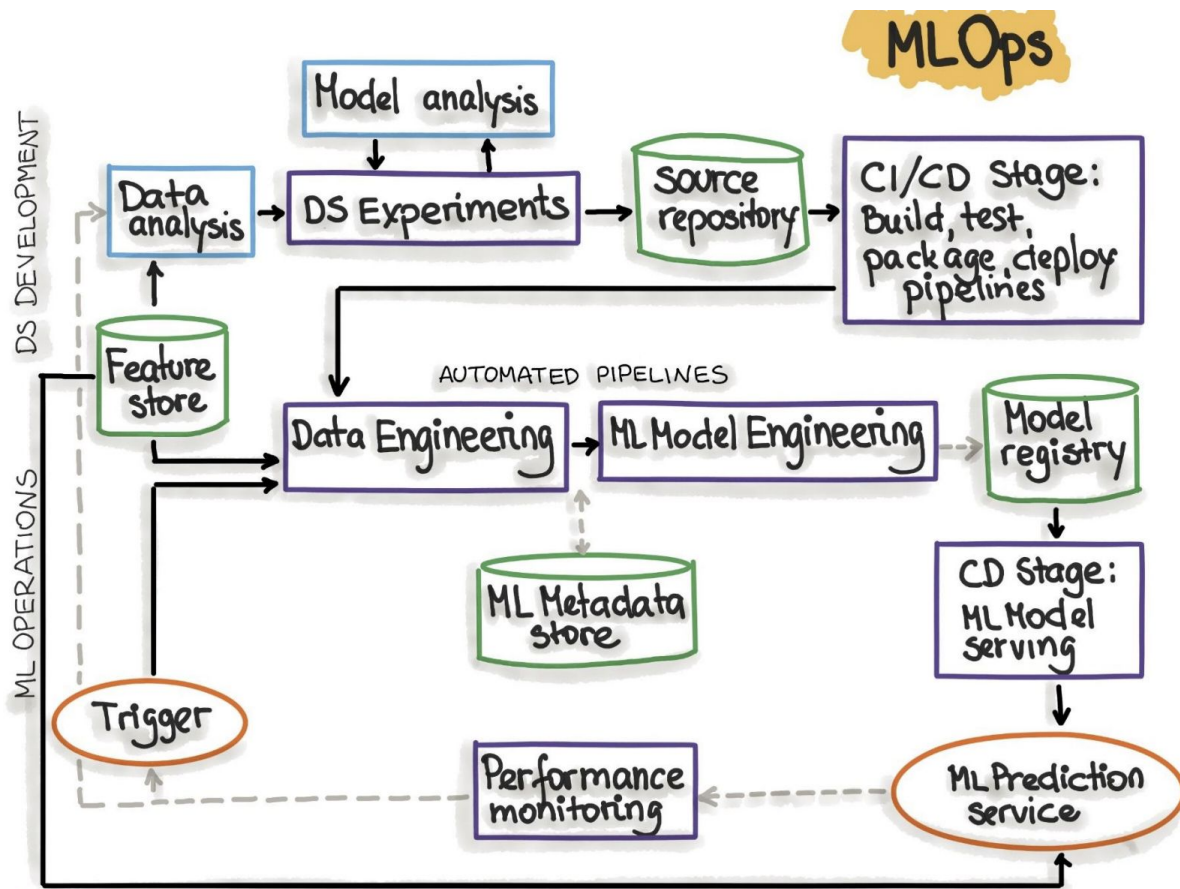 MLOps
Model analysis
DS DEVELOPMENT
Data
analysis
DS Experiments
Source
repository
CI/CD Stage:
Build, test,
package, deploy
pipelines
Feature
store
AUTOMATED PIPELINES
Data Engineering
ML Model Engineering
Model
registry
ML OPERATIONS
ML Metadata
store
CD Stage:
ML Model
serving
Trigger
Performance
monitoring
ML Prediction
service